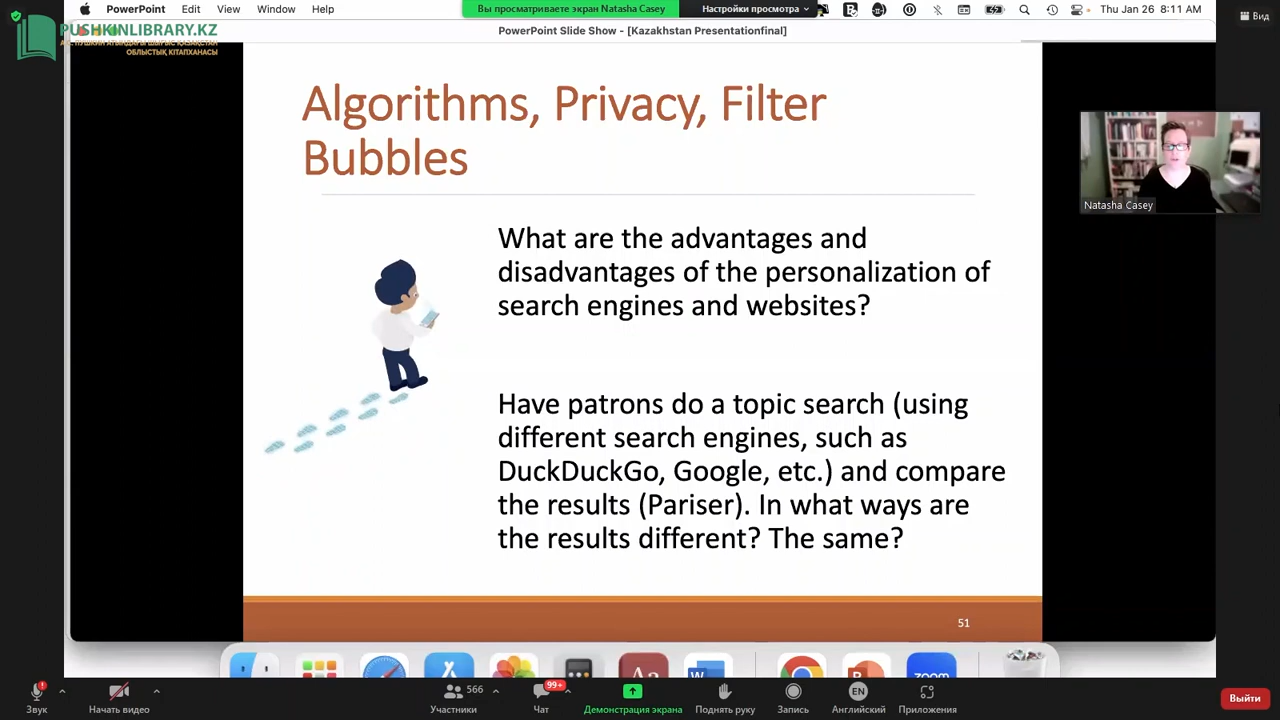 PowerPoint Edit View Window Help
Вы просматриваете экран Natasha Casey
Настройки просмотра
Thu Jan 26 8:11 AM
Вид
PUSHKINLIBRARY.KZ
ОБЛЫСТЫҚ КІТАПХАНАСЫ
PowerPoint Slide Show - [Kazakhstan Presentationfinal]
Algorithms, Privacy, Filter
Bubbles
Natasha Casey
What are the advantages and
disadvantages of the personalization of
search engines and websites?
Have patrons do a topic search (using
different search engines, such as
DuckDuckGo, Google, etc.) and compare
the results (Pariser). In what ways are
the results different? The same?
51
Aa
W
P
zoom
566
99+
EN
Звук
Начать видео
Участники
Чат
Демонстрация экрана
Поднять руку
Запись
Английский
Приложения
Выйти